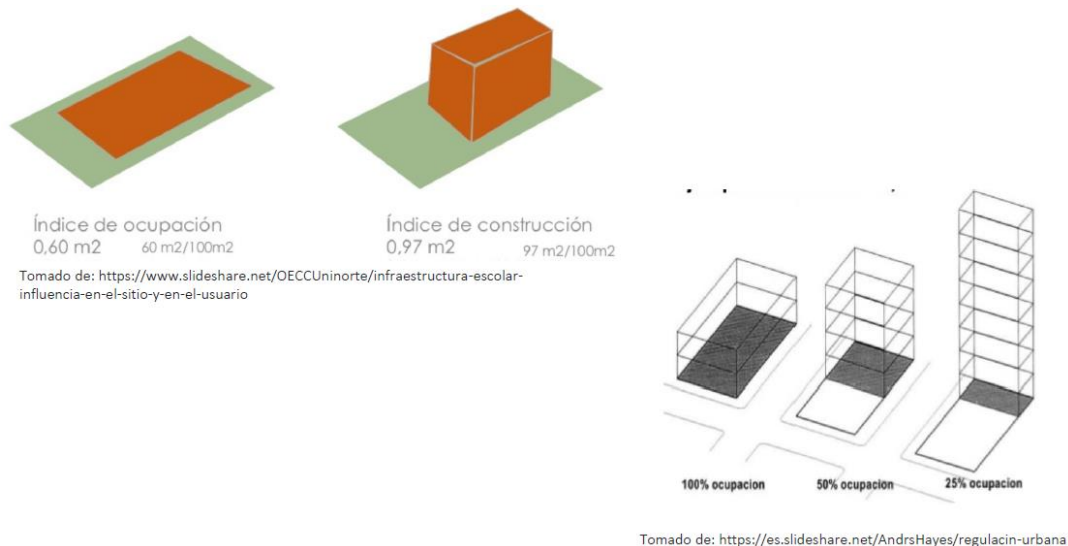 Índice de ocupación
0,60 m2 60 m2/100m2
Índice de construcción
0,97 m2 97 m2/100m2
Tomado de: https://www.slideshare.net/OECCUninorte/infraestructura-escolar-
influencia-en-el-sitio-y-en-el-usuario
100% ocupacion 50% ocupacion 25% ocupacion
Tomado de: https://es.slideshare.net/AndrsHayes/regulacin-urbana